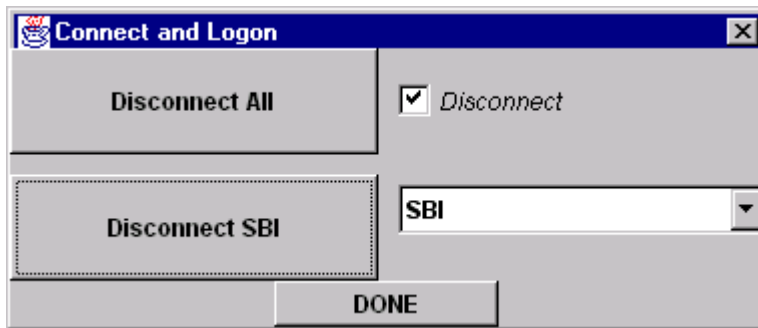 Connect and Logon
Disconnect All
Disconnect
Disconnect SBI
SBI
DONE